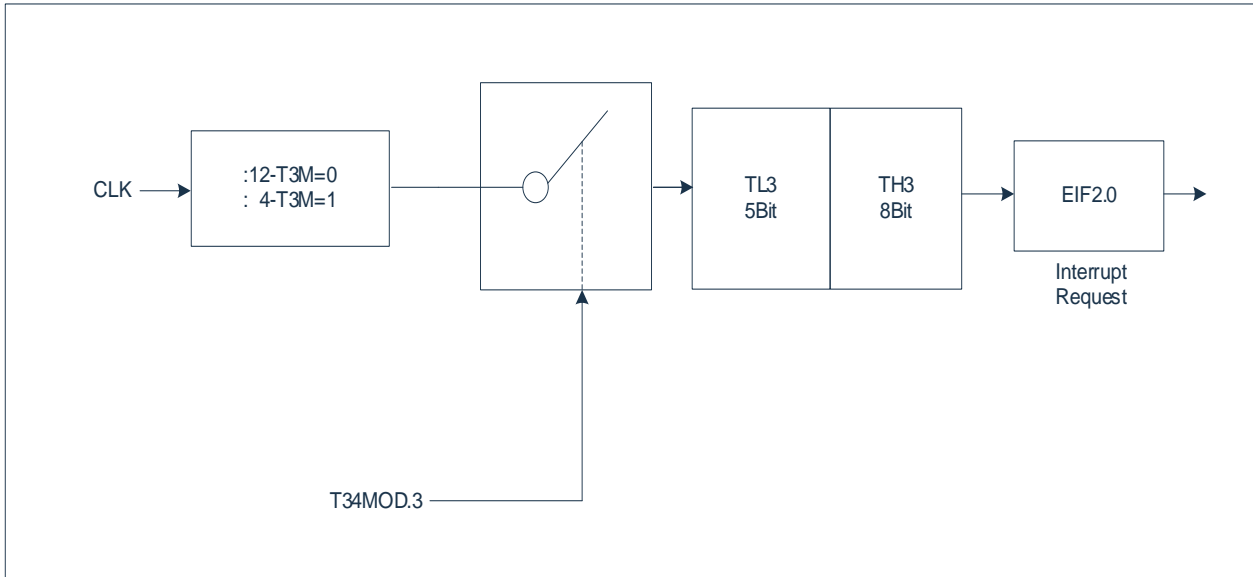 CLK
:12-T3M=0
: 4-T3M=1
TL3
5Bit
TH3
8Bit
EIF2.0
Interrupt
Request
T34MOD.3